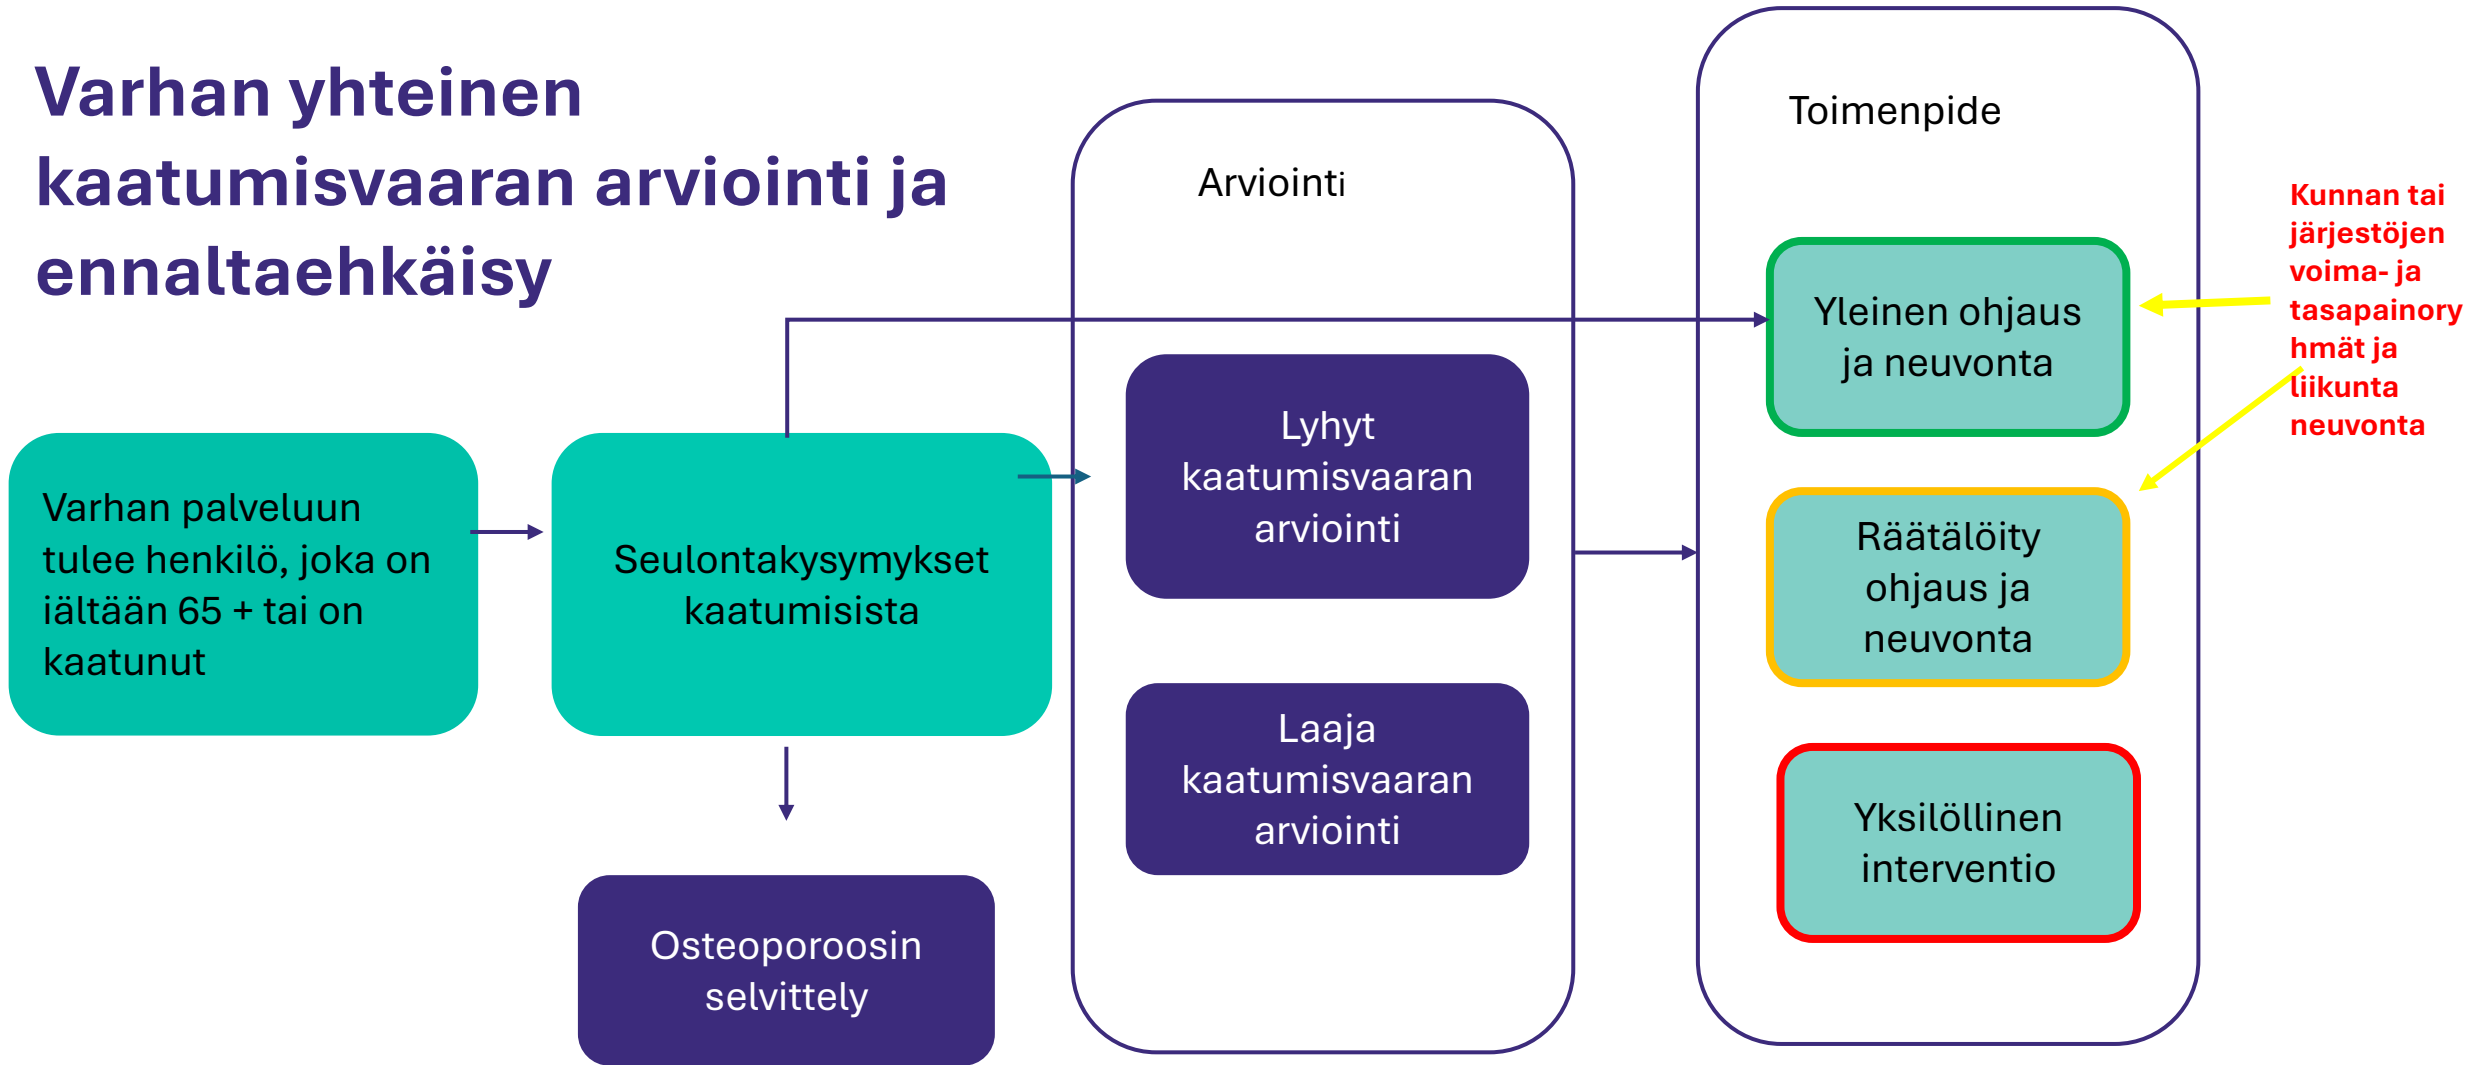 Varhan yhteinen
kaatumisvaaran arviointi ja
ennaltaehkäisy
Varhan palveluun
tulee henkilö, joka on
iältään 65 + tai on
kaatunut
Seulontakysymykset
kaatumisista
Osteoporoosin
selvittely
Arviointi
Lyhyt
kaatumisvaaran
arviointi
Laaja
kaatumisvaaran
arviointi
Toimenpide
Yleinen ohjaus
ja neuvonta
Räätälöity
ohjaus ja
neuvonta
Yksilöllinen
interventio
Kunnan tai
järjestöjen
voima- ja
tasapainory
hmät ja
liikunta
neuvonta